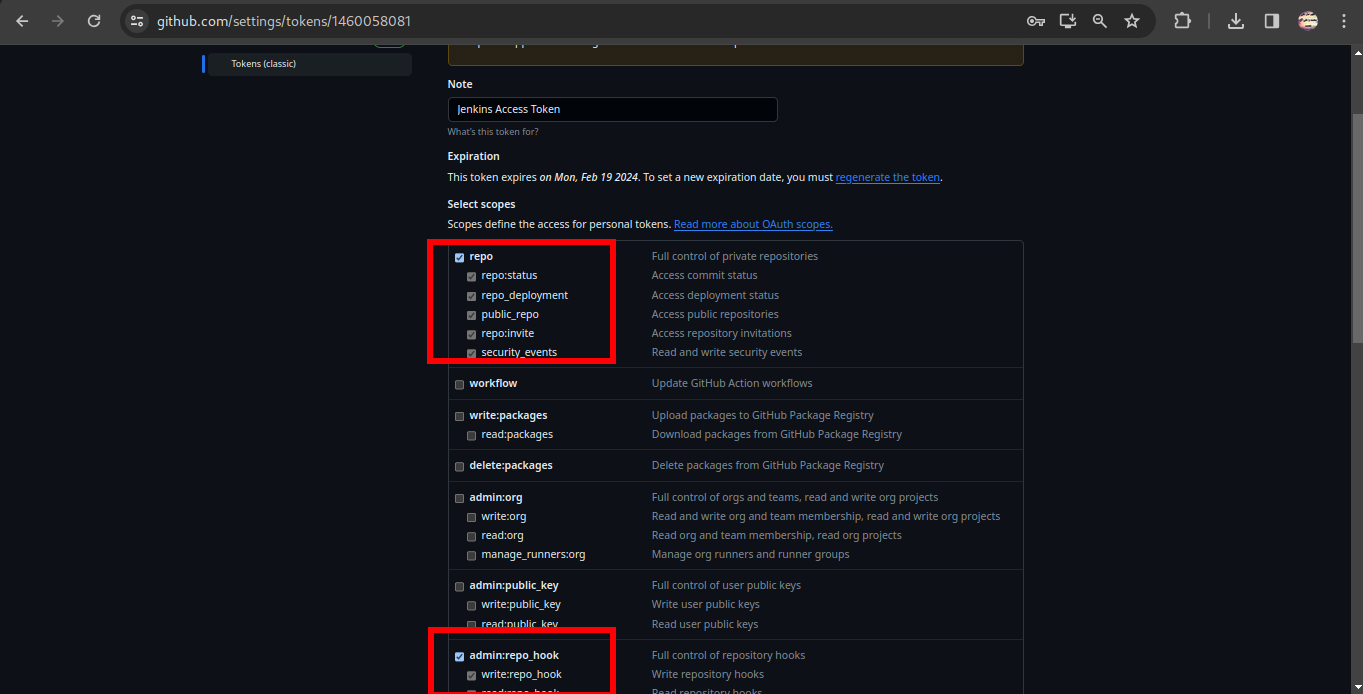 github.com/settings/tokens/1460058081
Tokens (classic)
Note
Jenkins Access Token
What's this token for?
Expiration
This token expires on Mon, Feb 19 2024. To set a new expiration date, you must regenerate the token.
Select scopes
Scopes define the access for personal tokens. Read more about OAuth scopes.
repo Full control of private repositories
repo:status Access commit status
repo_deployment Access deployment status
public_repo Access public repositories
repo:invite Access repository invitations
security_events Read and write security events
workflow Update GitHub Action workflows
write:packages Upload packages to GitHub Package Registry
read:packages Download packages from GitHub Package Registry
delete:packages Delete packages from GitHub Package Registry
admin:org Full control of orgs and teams, read and write org projects
write:org Read and write org and team membership, read and write org projects
read:org Read org and team membership, read org projects
manage_runners:org Manage org runners and runner groups
admin:public_key Full control of user public keys
write:public_key Write user public keys
read:public_key Read user public keys
admin:repo_hook Full control of repository hooks
write:repo_hook Write repository hooks
read:repo_hook Read repository hooks